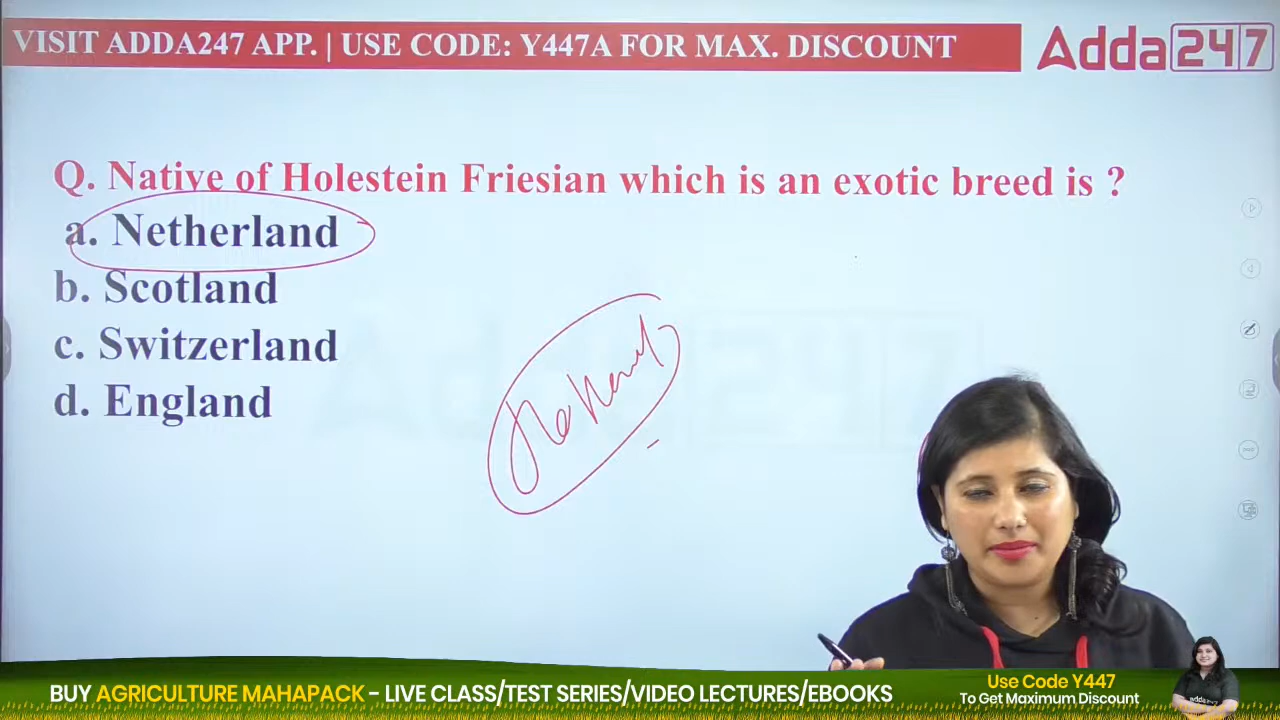 VISIT ADDA247 APP. | USE CODE: Y447A FOR MAX. DISCOUNT
Adda247
Q. Native of Holestein Friesian which is an exotic breed is ?
a. Netherland
b. Scotland
c. Switzerland
d. England
BUY AGRICULTURE MAHAPACK - LIVE CLASS/TEST SERIES/VIDEO LECTURES/EBOOKS
Use Code Y447
To Get Maximum Discount